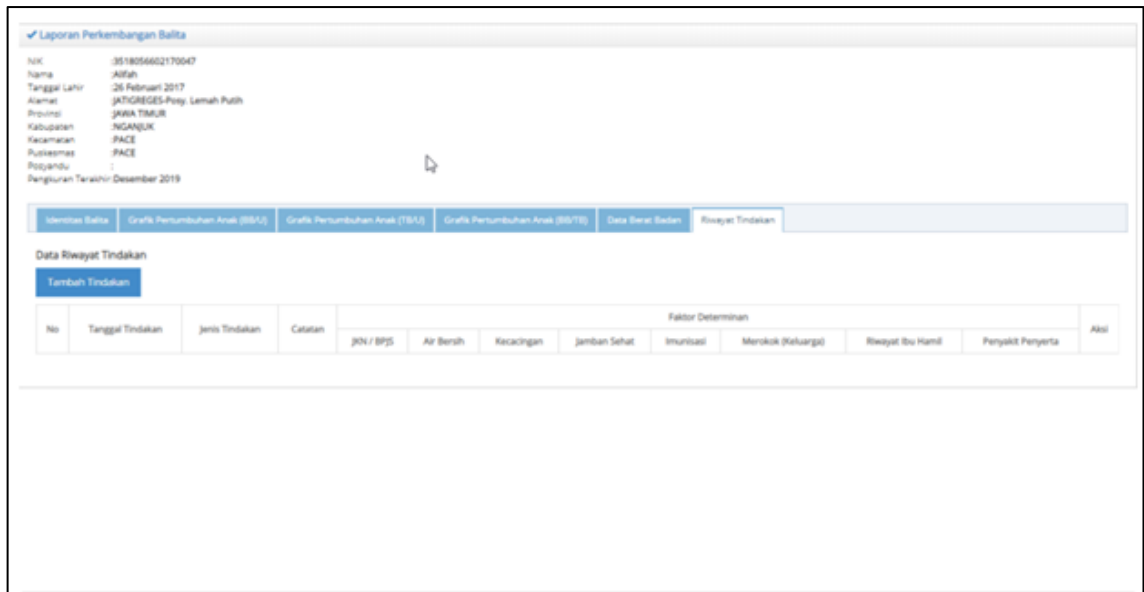 Laporan Perkembangan Balita
NIK :3518056602170047
Nama :Alifah
Tanggal Lahir :26 Februari 2017
Alamat :JATIGREGES-Posy. Lemah Putih
Provinsi :JAWA TIMUR
Kabupaten :NGANJUK
Kecamatan :PACE
Puskesmas :PACE
Posyandu :
Pengkuran Terakhir :Desember 2019
Identitas Balita Grafik Pertumbuhan Anak (BB/U) Grafik Pertumbuhan Anak (TB/U) Grafik Pertumbuhan Anak (BB/TB) Data Berat Badan Riwayat Tindakan
Data Riwayat Tindakan
Tambah Tindakan
No Tanggal Tindakan Jenis Tindakan Catatan Faktor Determinan Aksi
JKN / BPJS Air Bersih Kecacingan Jamban Sehat Imunisasi Merokok (Keluarga) Riwayat Ibu Hamil Penyakit Penyerta